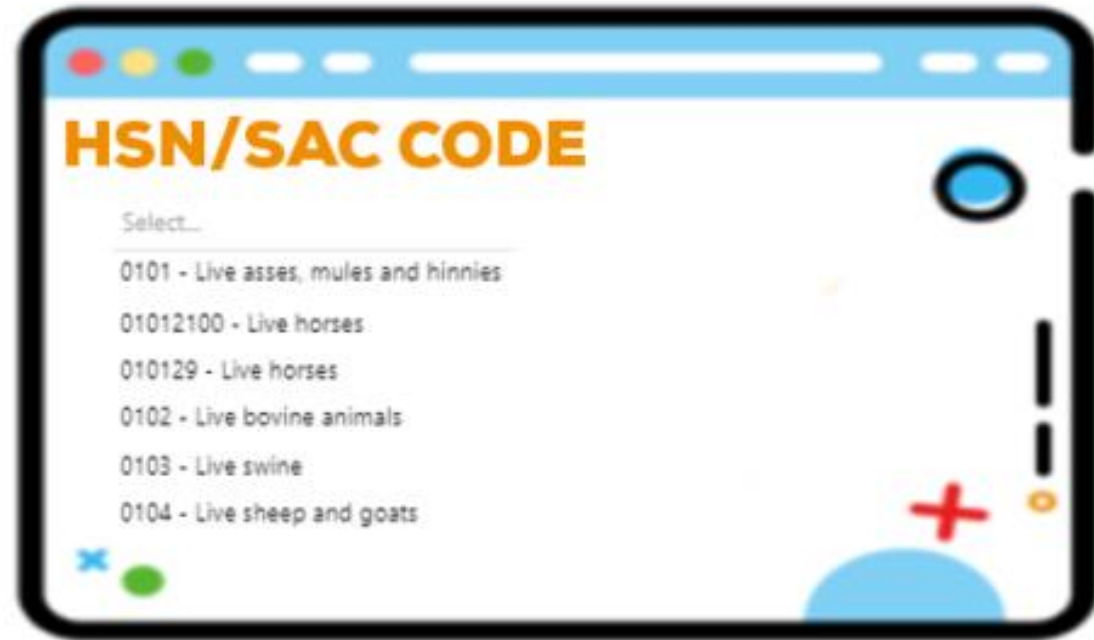 HSN/SAC CODE
Select...
0101 - Live asses, mules and hinnies
01012100 - Live horses
010129 - Live horses
0102 - Live bovine animals
0103 - Live swine
0104 - Live sheep and goats